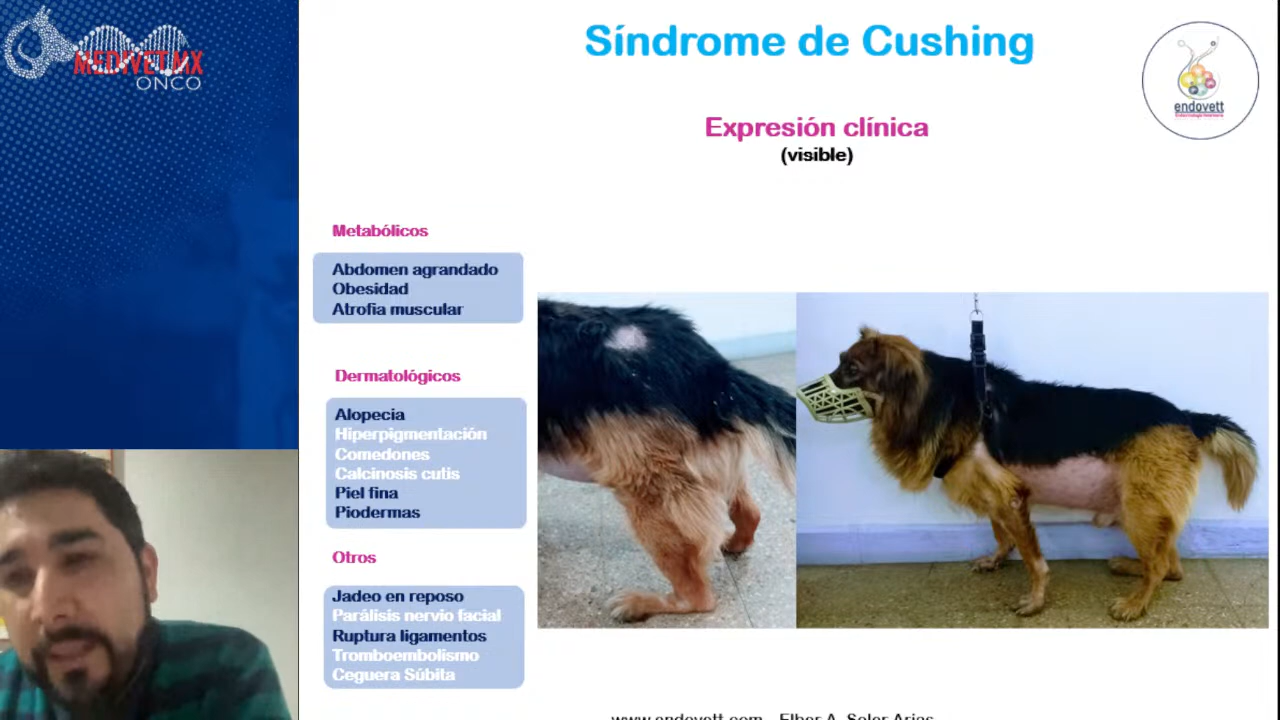 MEDIVET.MX
ONCO
Síndrome de Cushing
endovett
Expresión clínica
(visible)
Metabólicos
Abdomen agrandado
Obesidad
Atrofia muscular
Dermatológicos
Alopecia
Hiperpigmentación
Comedones
Calcinosis cutis
Piel fina
Piodermas
Otros
Jadeo en reposo
Parálisis nervio facial
Ruptura ligamentos
Tromboembolismo
Ceguera Súbita
www.endovett.com - Elber A. Soler Arias